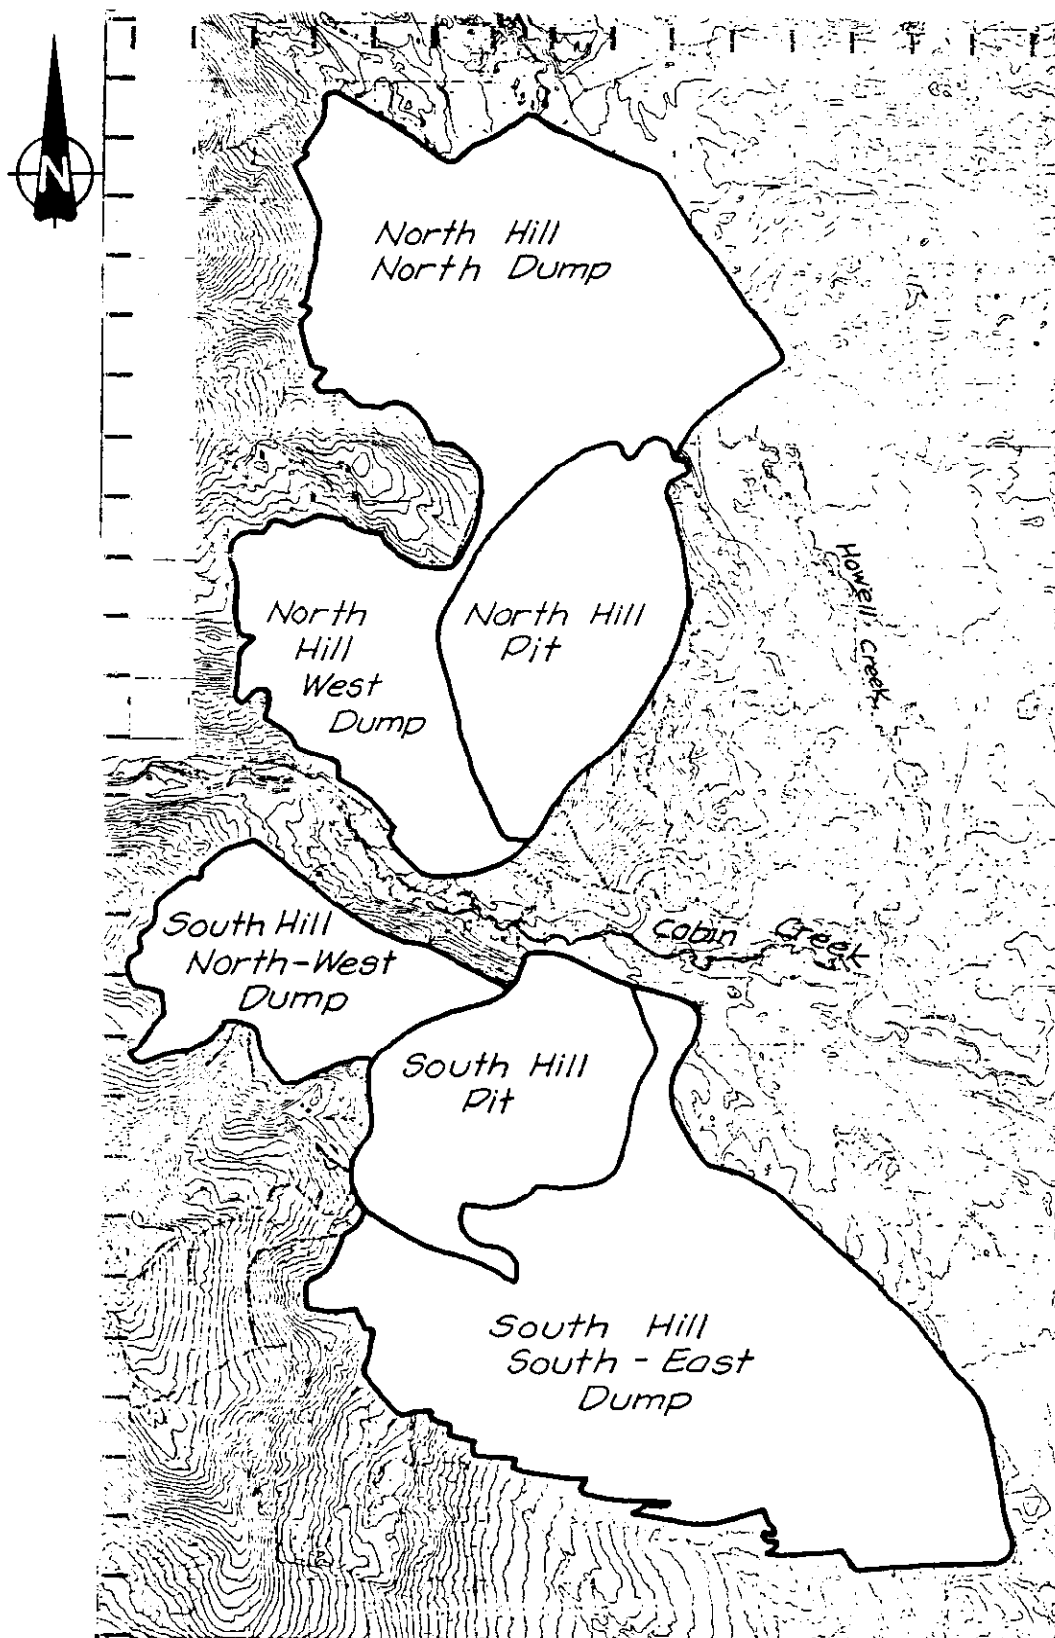 N
North Hill
North Dump
North Hill
Pit
Howell Creek
North
Hill
West
Dump
Cabin Creek
South Hill
North-West
Dump
South Hill
Pit
South Hill
South - East
Dump